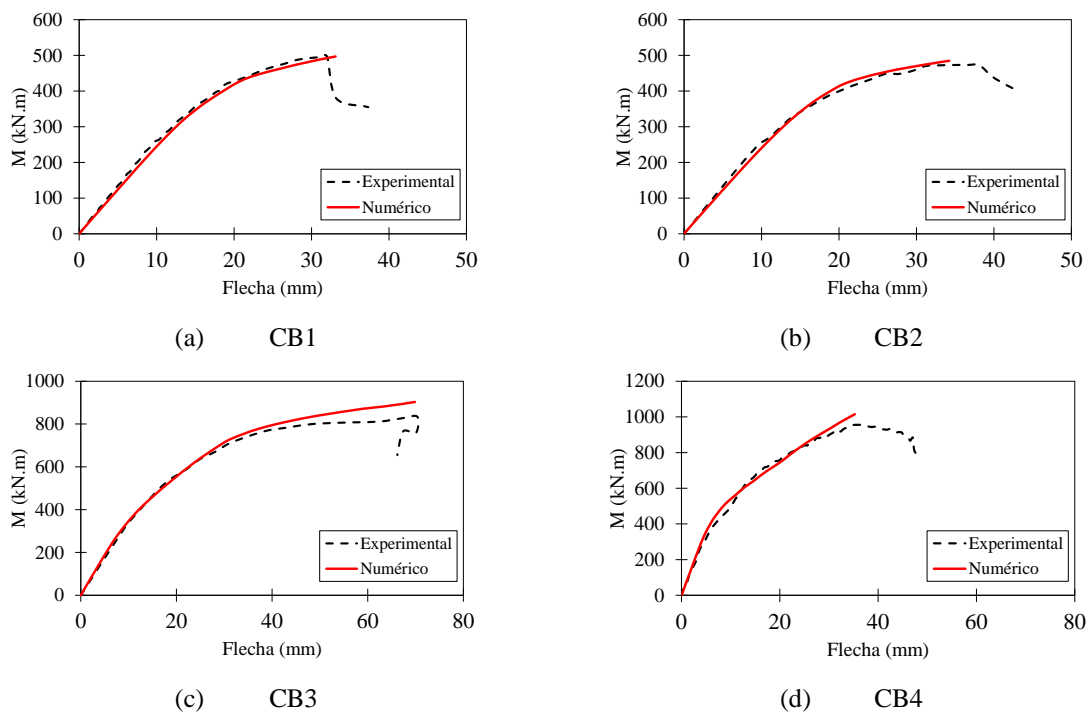 600
500
400
300
200
100
0
M (kN.m)
0 10 20 30 40 50
Flecha (mm)
Experimental
Numérico
(a) CB1
600
500
400
300
200
100
0
M (kN.m)
0 10 20 30 40 50
Flecha (mm)
Experimental
Numérico
(b) CB2
1000
800
600
400
200
0
M (kN.m)
0 20 40 60 80
Flecha (mm)
Experimental
Numérico
(c) CB3
1200
1000
800
600
400
200
0
M (kN.m)
0 20 40 60 80
Flecha (mm)
Experimental
Numérico
(d) CB4